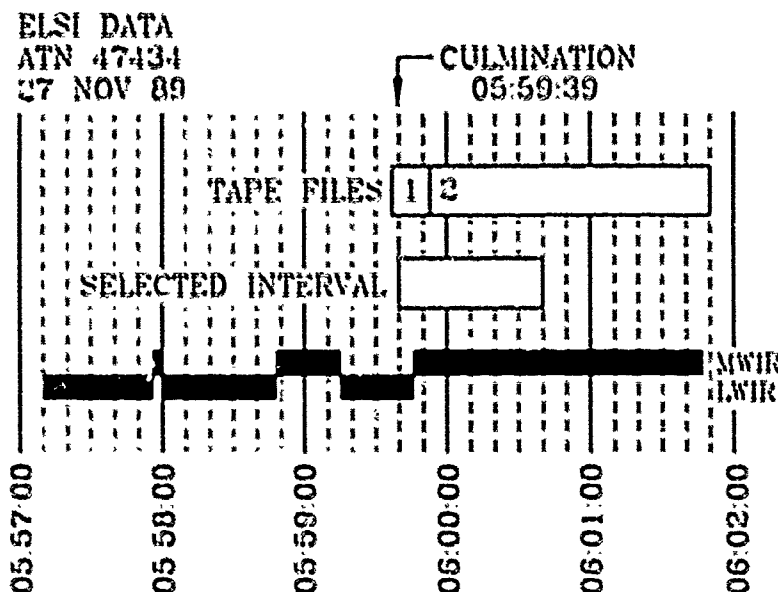 ELSI DATA
ATN 47434
27 NOV 89
CULMINATION
05:59:39
TAPE FILES 1 2
SELECTED INTERVAL
MWIR
LWIR
05:57:00
05:58:00
05:59:00
06:00:00
06:01:00
06:02:00